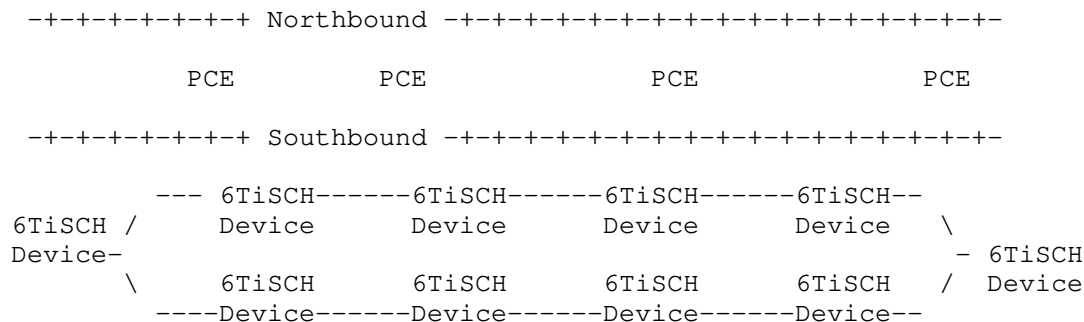 -+-+-+-+-+-+ Northbound -+-+-+-+-+-+-+-+-+-+-+-+-+-+-
PCE PCE PCE PCE
-+-+-+-+-+-+ Southbound -+-+-+-+-+-+-+-+-+-+-+-+-+-+-
--- 6TiSCH------6TiSCH------6TiSCH------6TiSCH--
6TiSCH / Device Device Device Device \
Device- - 6TiSCH
\ 6TiSCH 6TiSCH 6TiSCH 6TiSCH / Device
----Device------Device------Device------Device--